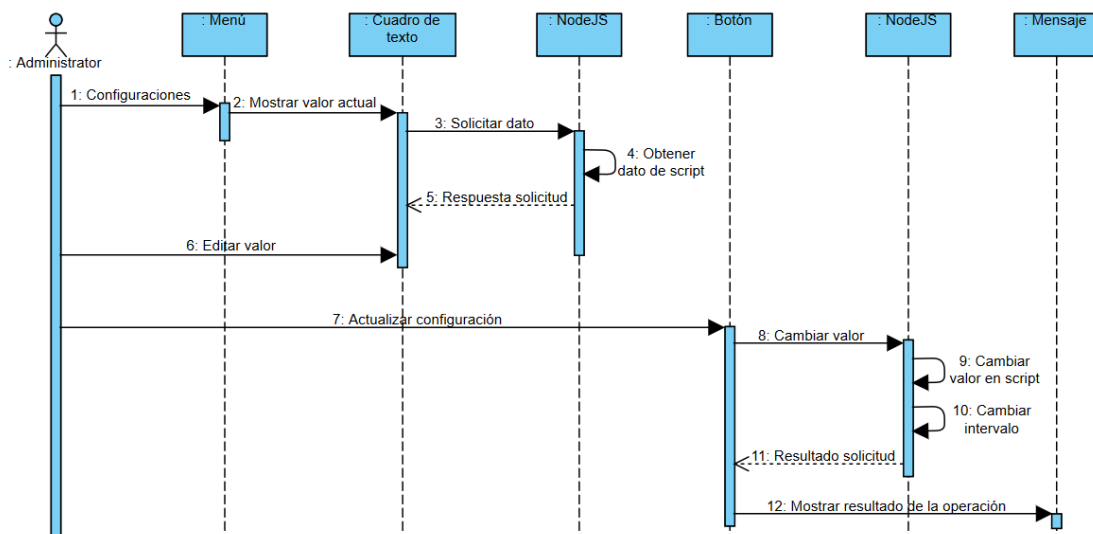 : Menú
: Cuadro de
texto
: NodeJS
: Botón
: NodeJS
: Mensaje
: Administrator
1: Configuraciones
2: Mostrar valor actual
3: Solicitar dato
4: Obtener
dato de script
5: Respuesta solicitud
6: Editar valor
7: Actualizar configuración
8: Cambiar valor
9: Cambiar
valor en script
10: Cambiar
intervalo
11: Resultado solicitud
12: Mostrar resultado de la operación